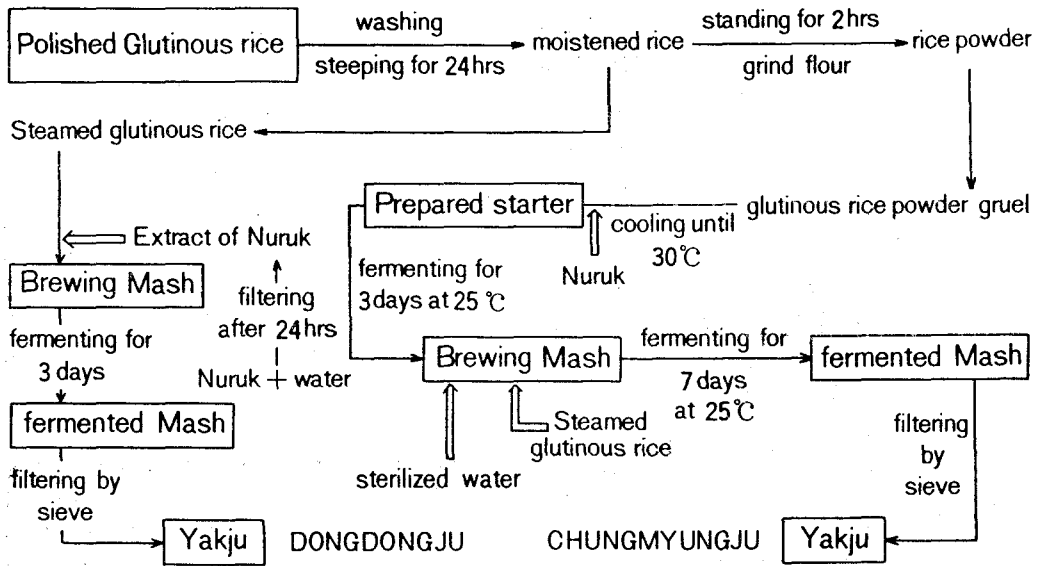 Polished Glutinous rice
washing
steeping for 24hrs
moistened rice
standing for 2hrs
grind flour
rice powder
Steamed glutinous rice
Prepared starter
cooling until
30℃
glutinous rice powder gruel
Nuruk
Extract of Nuruk
Brewing Mash
filtering
after 24hrs
Nuruk + water
fermenting for
3days at 25℃
fermenting for
3 days
Brewing Mash
fermenting for
7days
at 25℃
fermented Mash
fermented Mash
Steamed
glutinous rice
sterilized water
filtering
by
sieve
filtering by
sieve
Yakju
DONGDONGJU
CHUNGMYUNGJU
Yakju